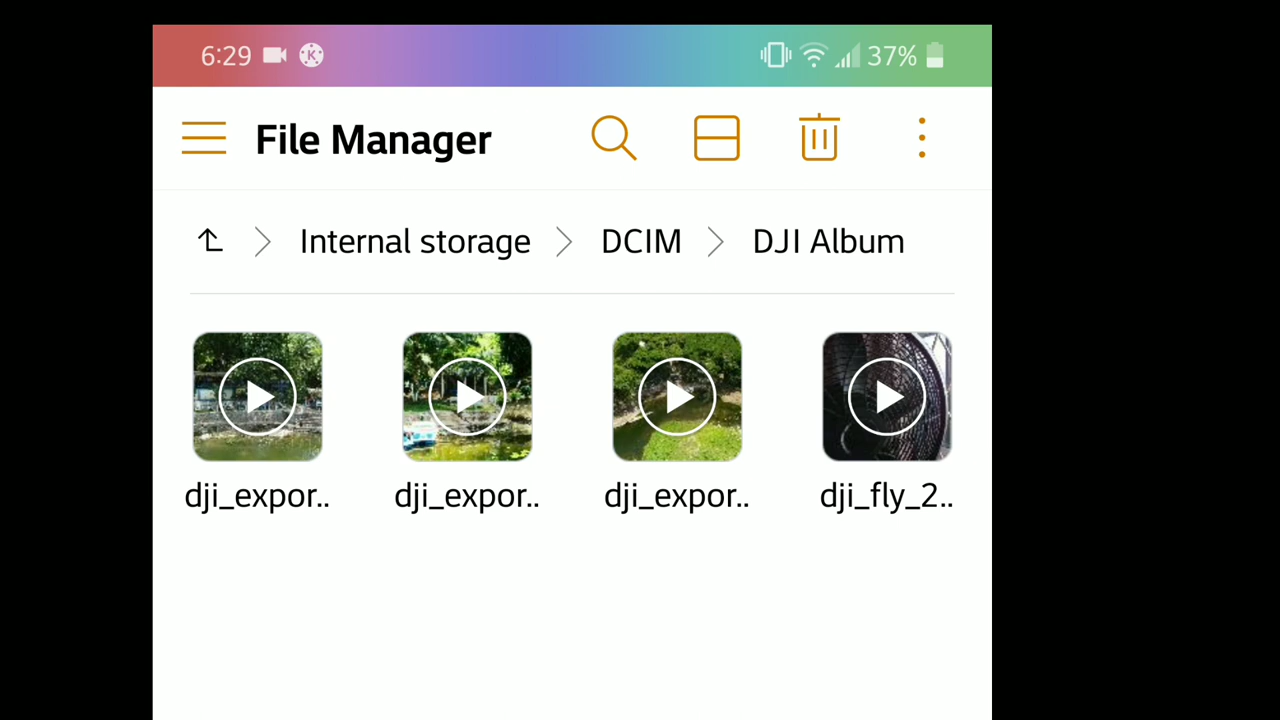 6:29 K 37%
File Manager
Internal storage DCIM DJI Album
dji_expor.. dji_expor.. dji_expor.. dji_fly_2..